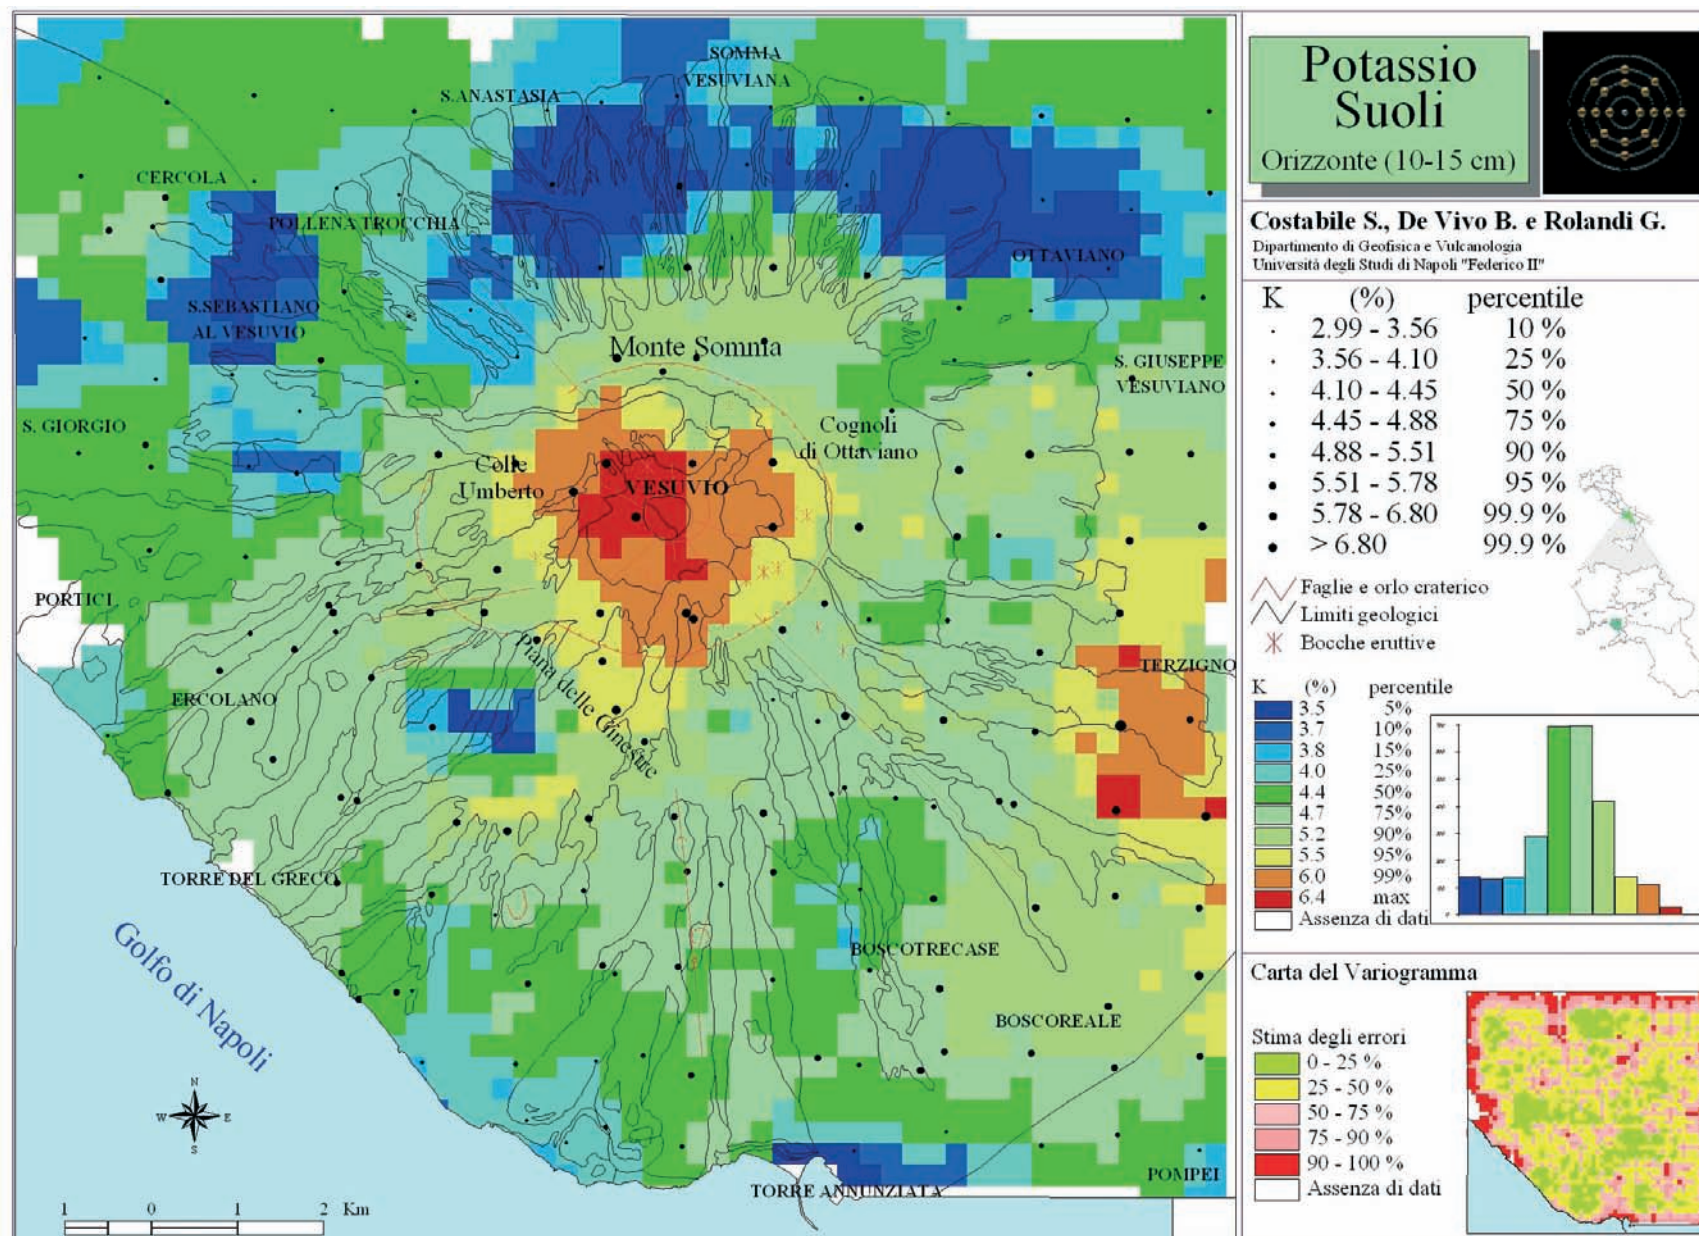 SOMMA
VESUVIANA
S.ANASTASIA
CERCOLA
POLLENA TROCCHIA
OTTAVIANO
S.SEBASTIANO
AL VESUVIO
Monte Somma
S. GIUSEPPE
VESUVIANO
S. GIORGIO
Cognoli
di Ottaviano
Colle
Umberto
VESUVIO
PORTICI
Piana delle Ginestre
TERZIGNO
ERCOLANO
TORRE DEL GRECO
Golfo di Napoli
BOSCOTRECASE
BOSCOREALE
N
W E
S
POMPEI
TORRE ANNUNZIATA
1 0 1 2 Km
Potassio
Suoli
Orizzonte (10-15 cm)
Costabile S., De Vivo B. e Rolandi G.
Dipartimento di Geofisica e Vulcanologia
Università degli Studi di Napoli "Federico II"
K (%) percentile
2.99 - 3.56 10 %
3.56 - 4.10 25 %
4.10 - 4.45 50 %
4.45 - 4.88 75 %
4.88 - 5.51 90 %
5.51 - 5.78 95 %
5.78 - 6.80 99.9 %
> 6.80 99.9 %
Faglie e orlo craterico
Limiti geologici
Bocche eruttive
K (%) percentile
3.5 5%
3.7 10%
3.8 15%
4.0 25%
4.4 50%
4.7 75%
5.2 90%
5.5 95%
6.0 99%
6.4 max
Assenza di dati
Carta del Variogramma
Stima degli errori
0 - 25 %
25 - 50 %
50 - 75 %
75 - 90 %
90 - 100 %
Assenza di dati